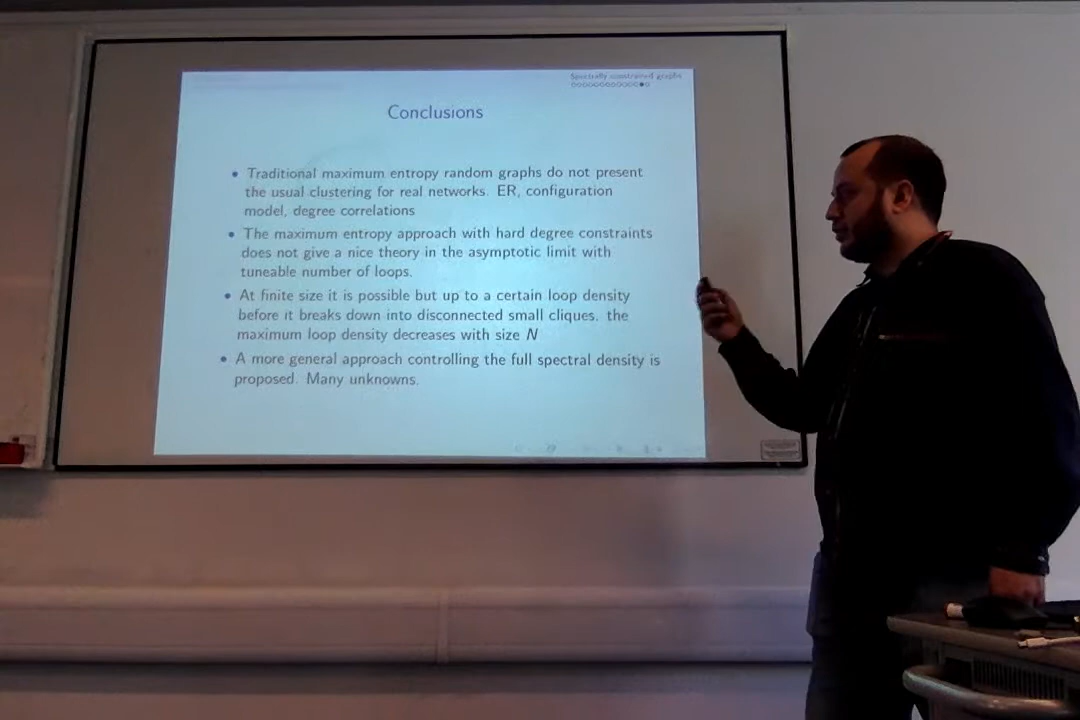 Spectrally constrained graphs
Conclusions
• Traditional maximum entropy random graphs do not present
the usual clustering for real networks. ER, configuration
model, degree correlations
• The maximum entropy approach with hard degree constraints
does not give a nice theory in the asymptotic limit with
tuneable number of loops.
• At finite size it is possible but up to a certain loop density
before it breaks down into disconnected small cliques. the
maximum loop density decreases with size N
• A more general approach controlling the full spectral density is
proposed. Many unknowns.